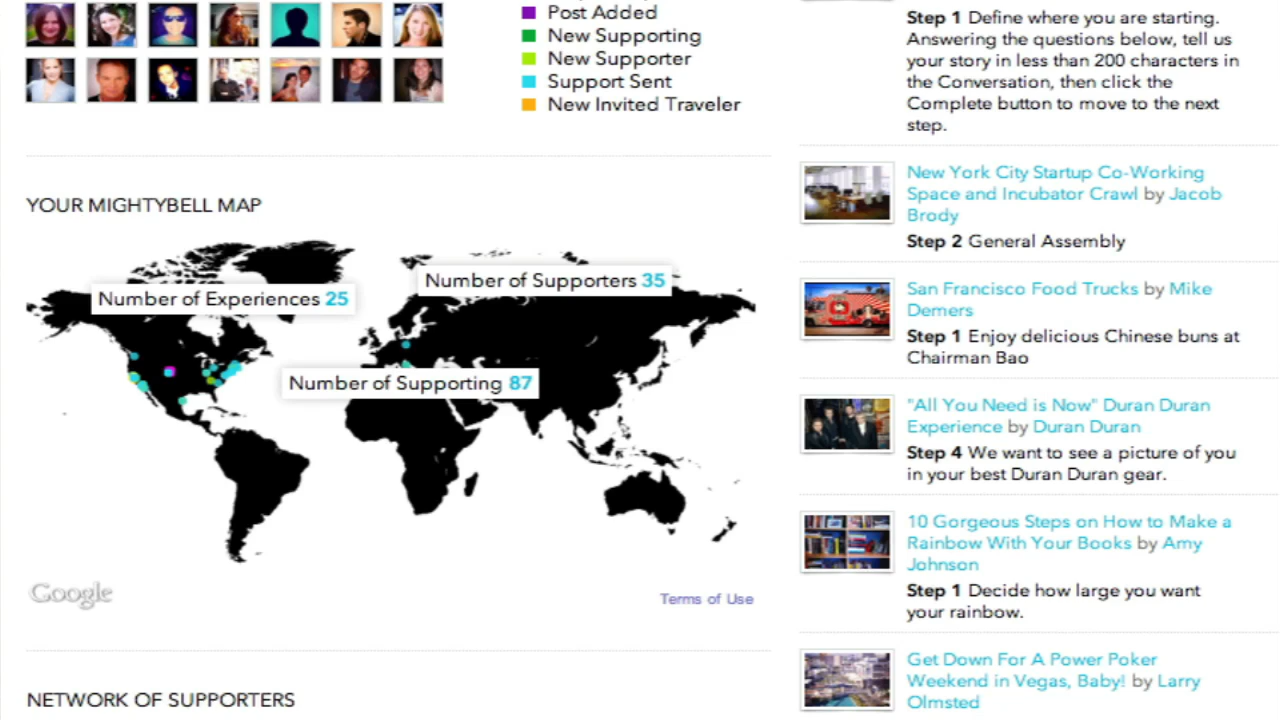 Post Added
New Supporting
New Supporter
Support Sent
New Invited Traveler
YOUR MIGHTYBELL MAP
Number of Supporters 35
Number of Experiences 25
Number of Supporting 87
Google
Terms of Use
NETWORK OF SUPPORTERS
Step 1 Define where you are starting.
Answering the questions below, tell us
your story in less than 200 characters in
the Conversation, then click the
Complete button to move to the next
step.
New York City Startup Co-Working
Space and Incubator Crawl by Jacob
Brody
Step 2 General Assembly
San Francisco Food Trucks by Mike
Demers
Step 1 Enjoy delicious Chinese buns at
Chairman Bao
"All You Need is Now" Duran Duran
Experience by Duran Duran
Step 4 We want to see a picture of you
in your best Duran Duran gear.
10 Gorgeous Steps on How to Make a
Rainbow With Your Books by Amy
Johnson
Step 1 Decide how large you want
your rainbow.
Get Down For A Power Poker
Weekend in Vegas, Baby! by Larry
Olmsted